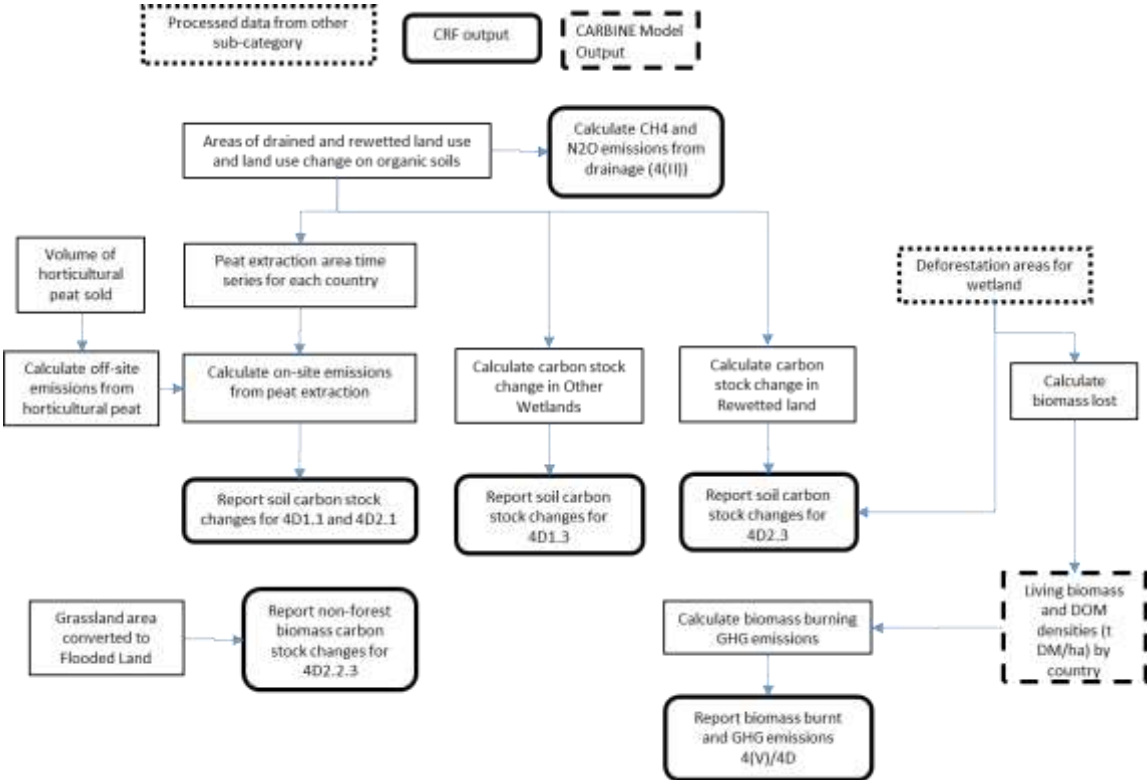 Processed data from other
sub-category
CRF output
CARBINE Model
Output
Areas of drained and rewetted land use
and land use change on organic soils
Calculate CH4 and
N2O emissions from
drainage (4(II))
Volume of
horticultural
peat sold
Peat extraction area time
series for each country
Deforestation areas for
wetland
Calculate off-site
emissions from
horticultural peat
Calculate on-site emissions
from peat extraction
Calculate carbon stock
change in Other
Wetlands
Calculate carbon
stock change in
Rewetted land
Calculate
biomass lost
Report soil carbon stock
changes for 4D1.1 and 4D2.1
Report soil carbon
stock changes for
4D1.3
Report soil carbon
stock changes for
4D2.3
Grassland area
converted to
Flooded Land
Report non-forest
biomass carbon
stock changes for
4D2.2.3
Calculate biomass burning
GHG emissions
Living biomass
and DOM
densities (t
DM/ha) by
country
Report biomass burnt
and GHG emissions
4(V)/4D